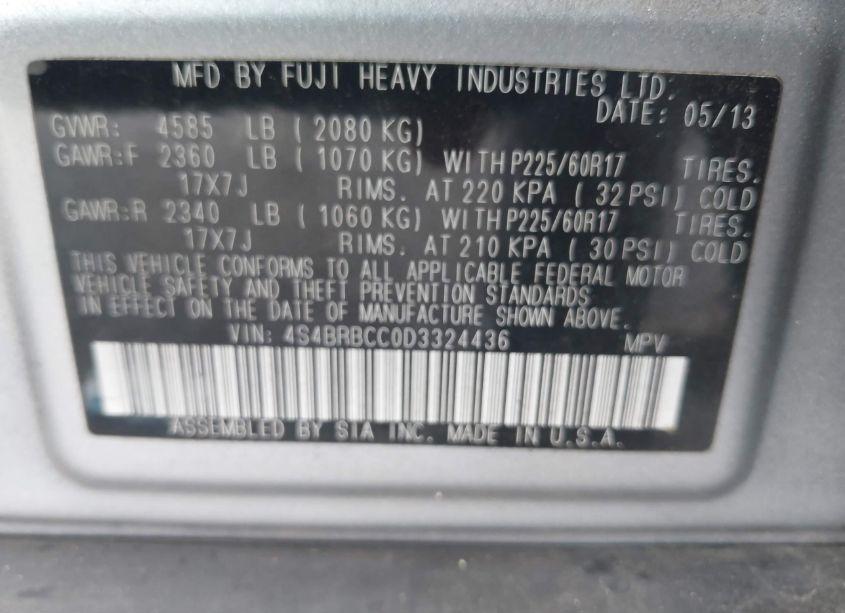 MFD BY FUJI HEAVY INDUSTRIES LTD.
DATE: 05/13
GVWR: 4585 LB ( 2080 KG)
GAWR:F 2360 LB ( 1070 KG) WITH P225/60R17 TIRES.
17X7J RIMS. AT 220 KPA ( 32 PSI) COLD
GAWR:R 2340 LB ( 1060 KG) WITH P225/60R17 TIRES.
17X7J RIMS. AT 210 KPA ( 30 PSI) COLD
THIS VEHICLE CONFORMS TO ALL APPLICABLE FEDERAL MOTOR
VEHICLE SAFETY AND THEFT PREVENTION STANDARDS
IN EFFECT ON THE DATE OF MANUFACTURE SHOWN ABOVE.
VIN: 4S4BRBCC0D3324436 MPV
ASSEMBLED BY SIA INC. MADE IN U.S.A.